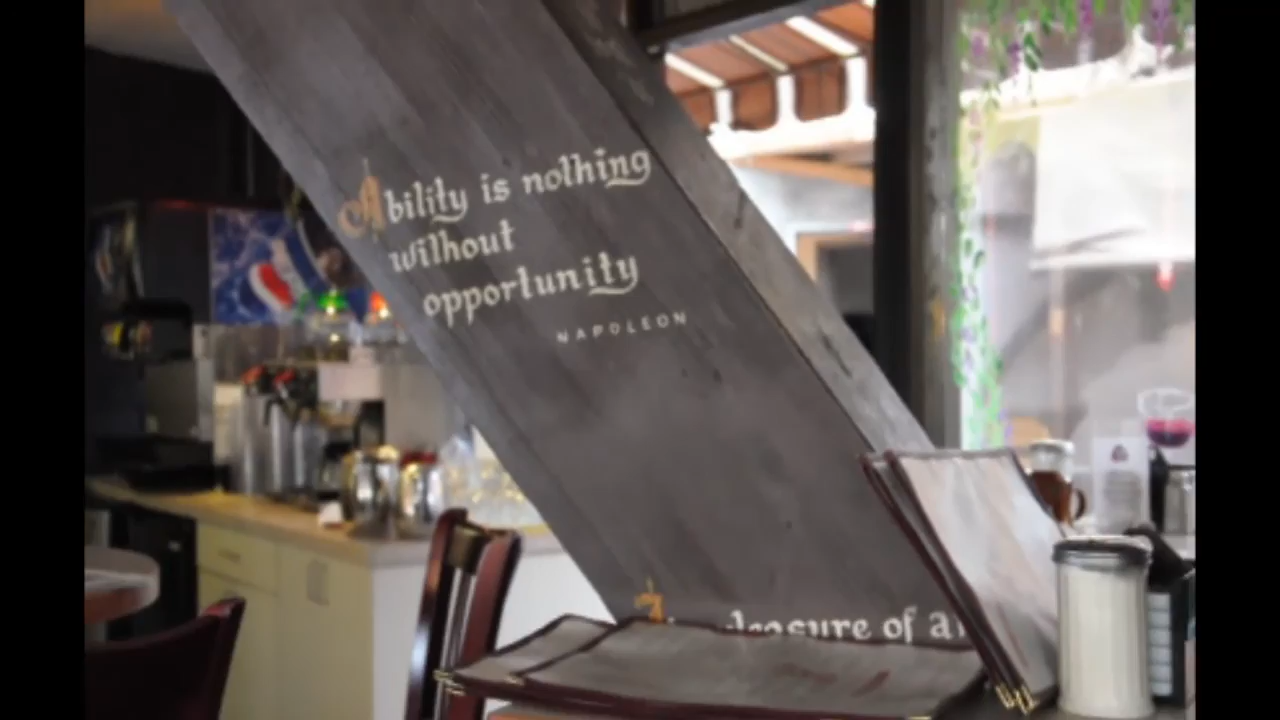 Ability is nothing
without
opportunity
NAPOLEON
of a